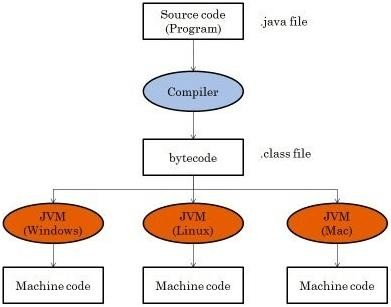 Source code
(Program)
.java file
Compiler
bytecode
.class file
JVM
(Windows)
JVM
(Linux)
JVM
(Mac)
Machine code
Machine code
Machine code